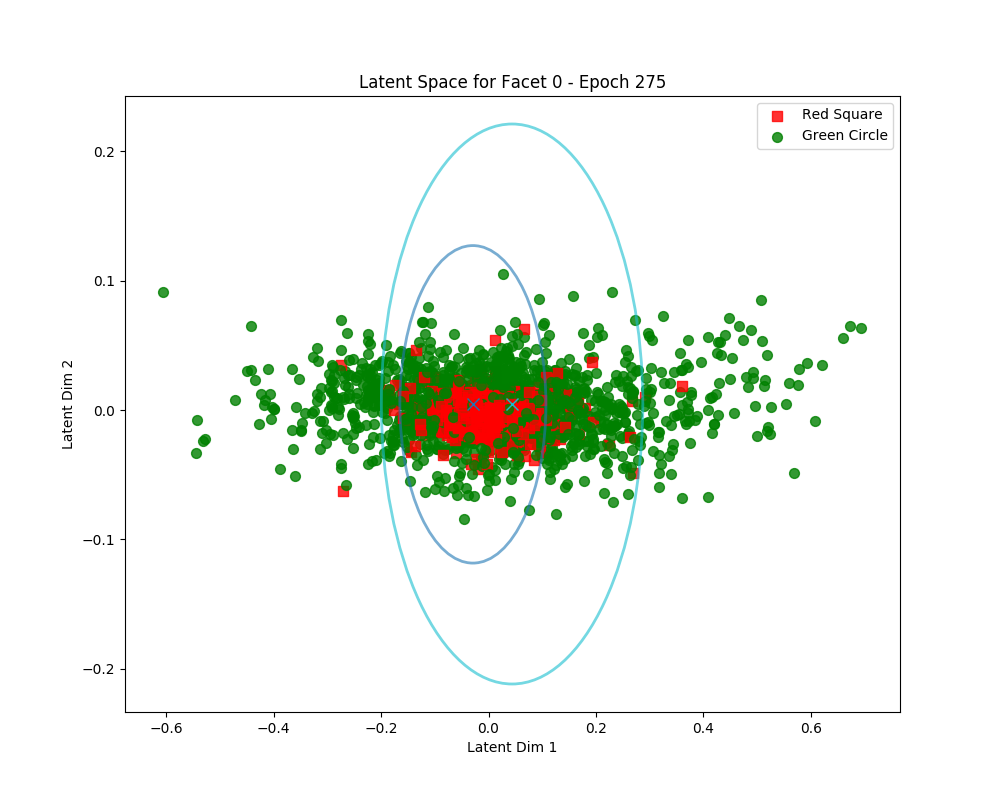 Latent Space for Facet 0 - Epoch 275
Red Square
Green Circle
0.2
0.1
0.0
−0.1
−0.2
Latent Dim 2
−0.6
−0.4
−0.2
0.0
0.2
0.4
0.6
Latent Dim 1